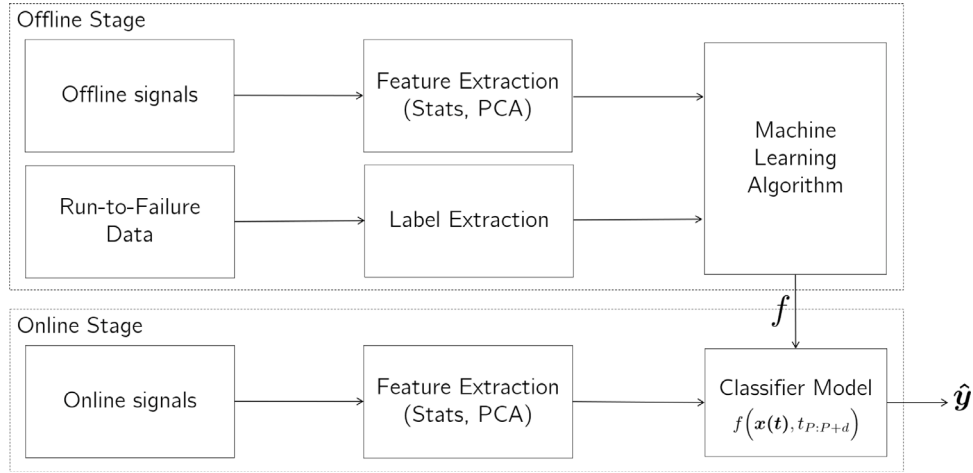 Offline Stage
Offline signals
Feature Extraction
(Stats, PCA)
Machine
Learning
Algorithm
Run-to-Failure
Data
Label Extraction
f
Online Stage
Online signals
Feature Extraction
(Stats, PCA)
Classifier Model
f(x(t), t_{P:P+d})
ŷ